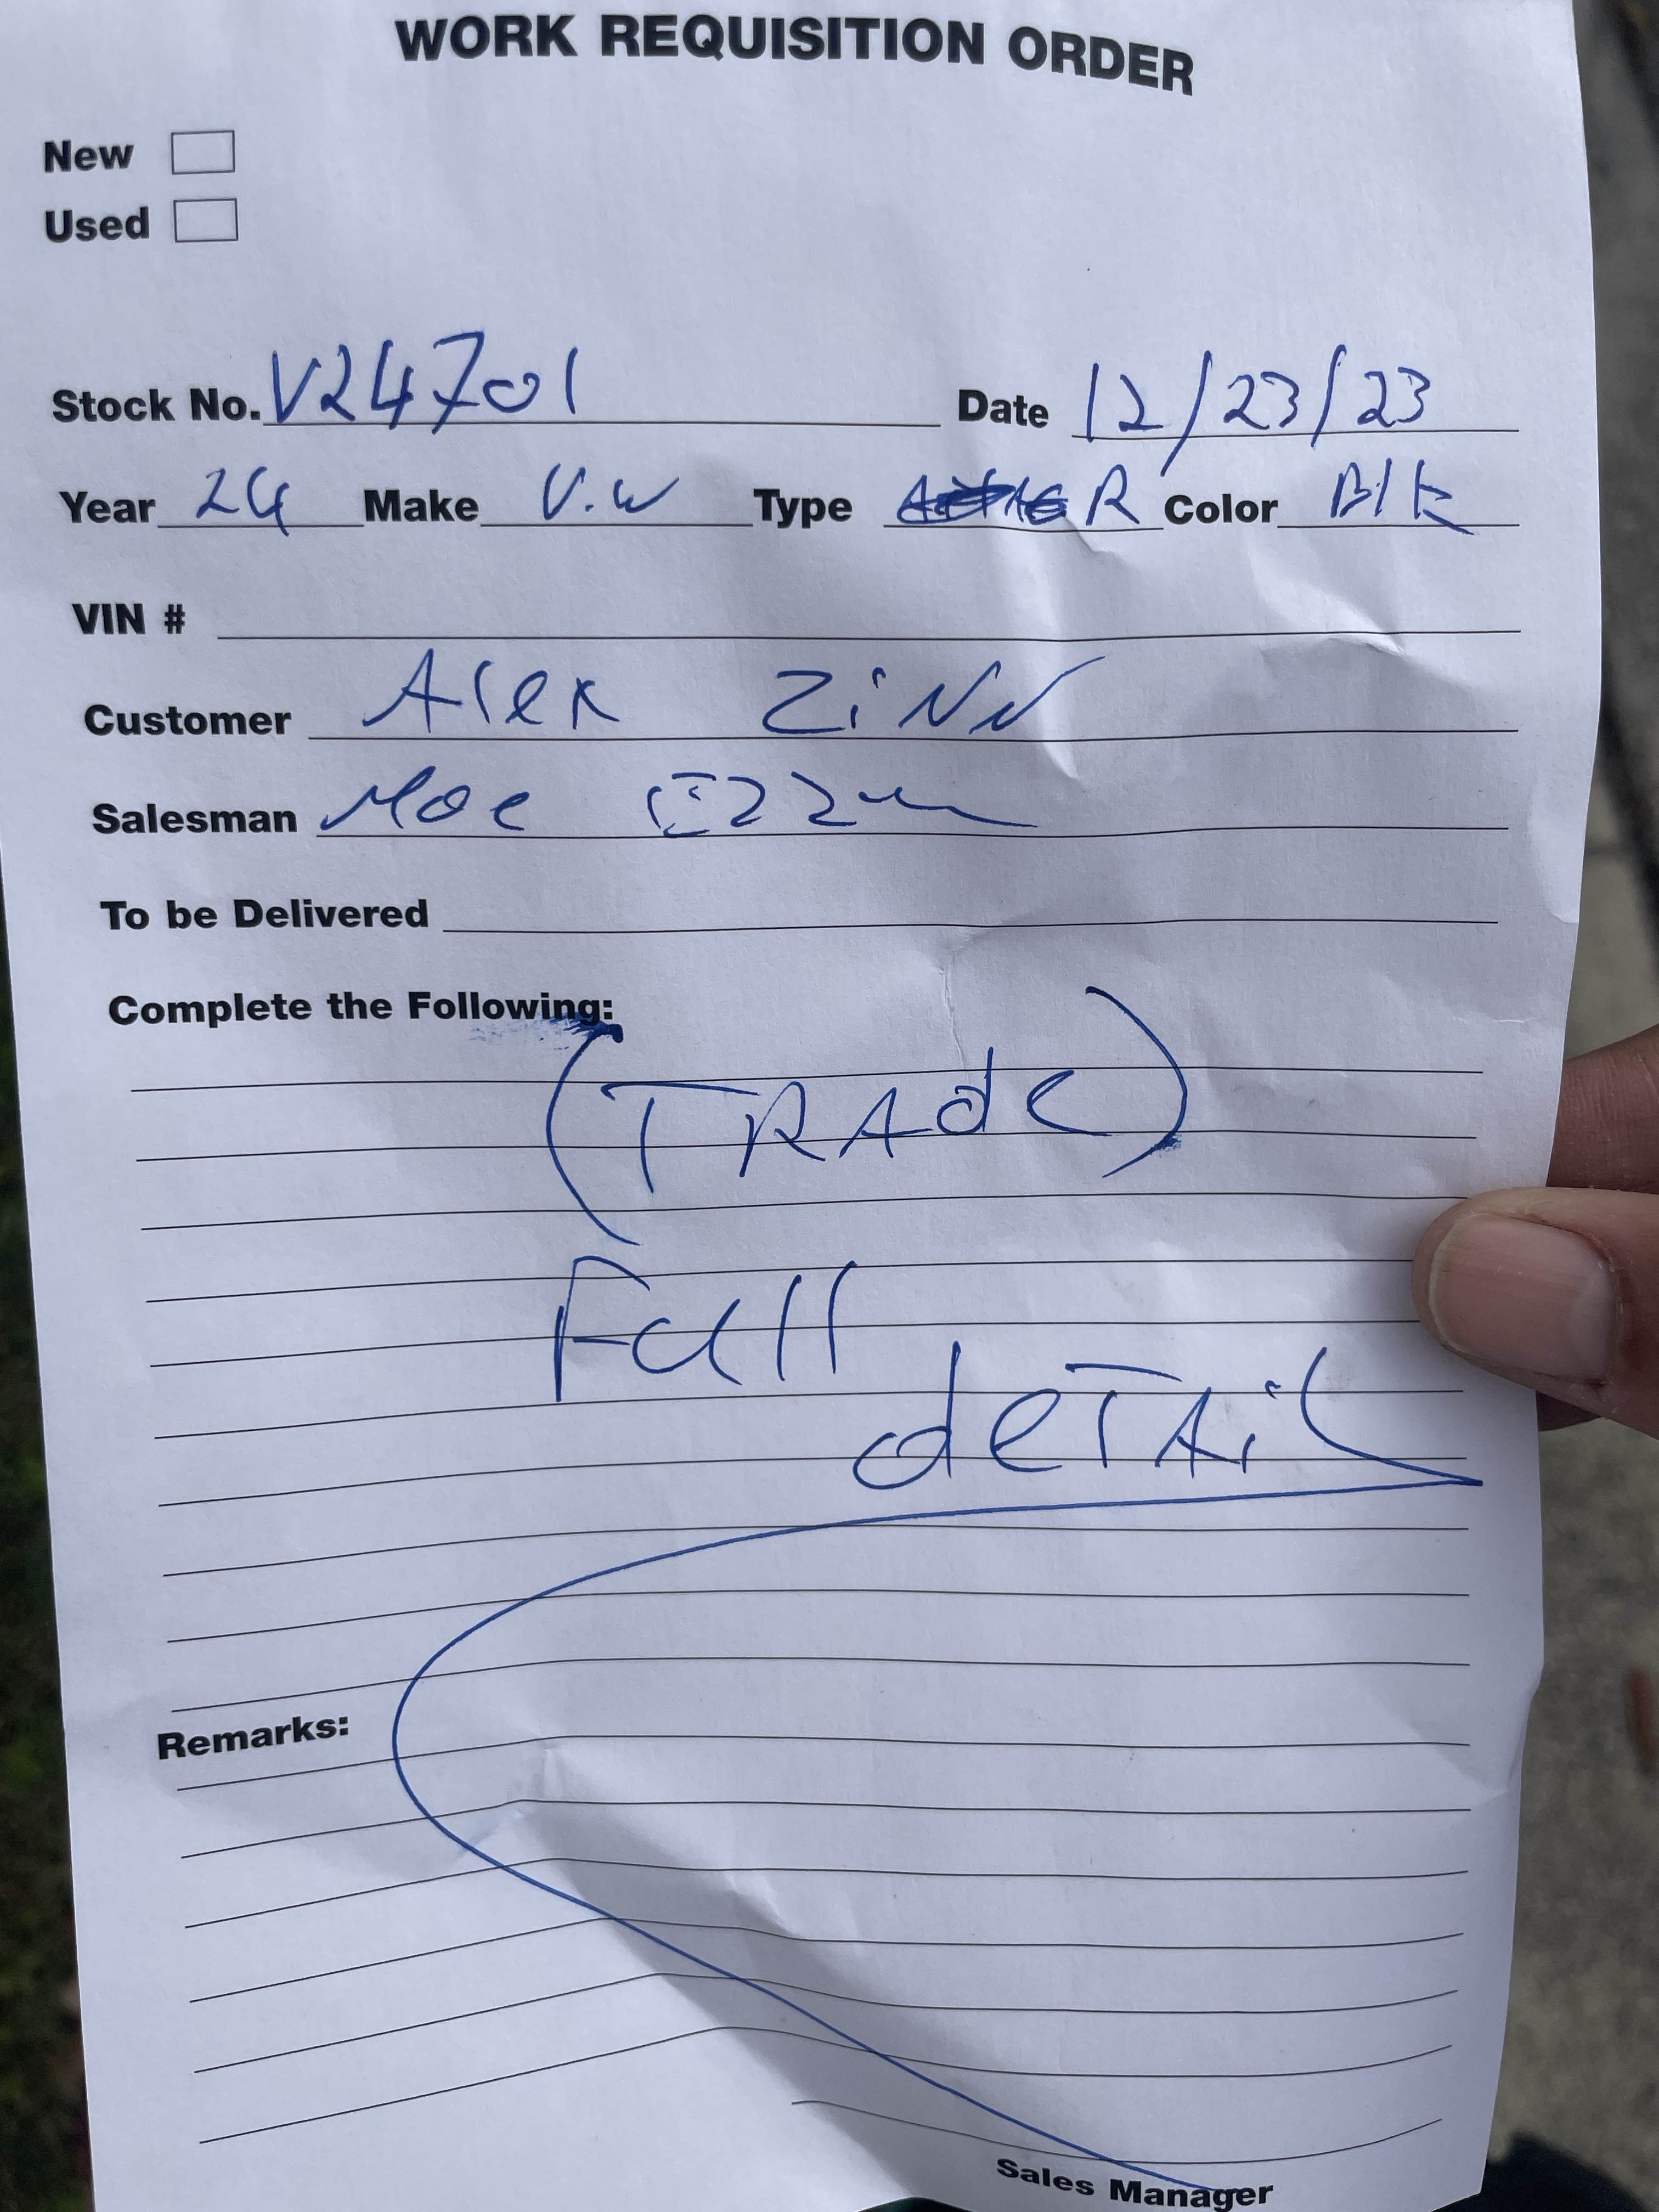 WORK REQUISITION ORDER
New
Used
Stock No. V24701 Date 12/23/23
Year 24 Make V.W Type R Color Blk
VIN #
Customer Alex ZiNN
Salesman Moe
To be Delivered
Complete the Following:
(TRAde)
Full
deTAiL
Remarks:
Sales Manager